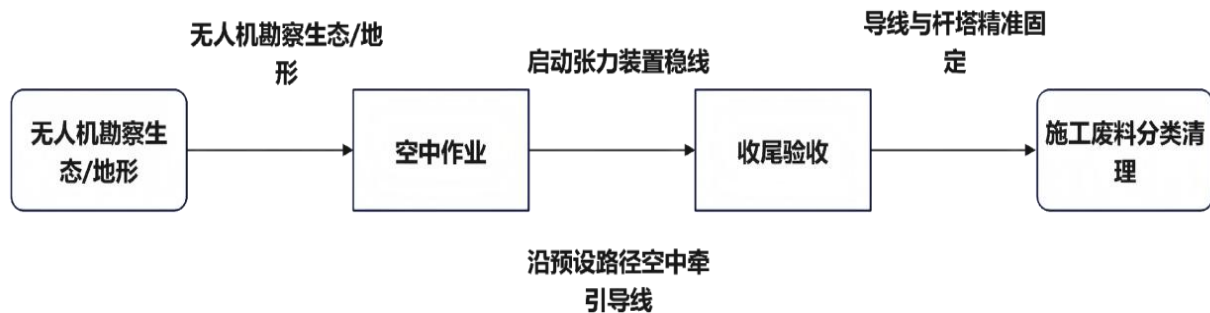 无人机勘察生态/地
形
启动张力装置稳线
导线与杆塔精准固
定
无人机勘察生
态/地形
空中作业
收尾验收
施工废料分类清
理
沿预设路径空中牵
引导线